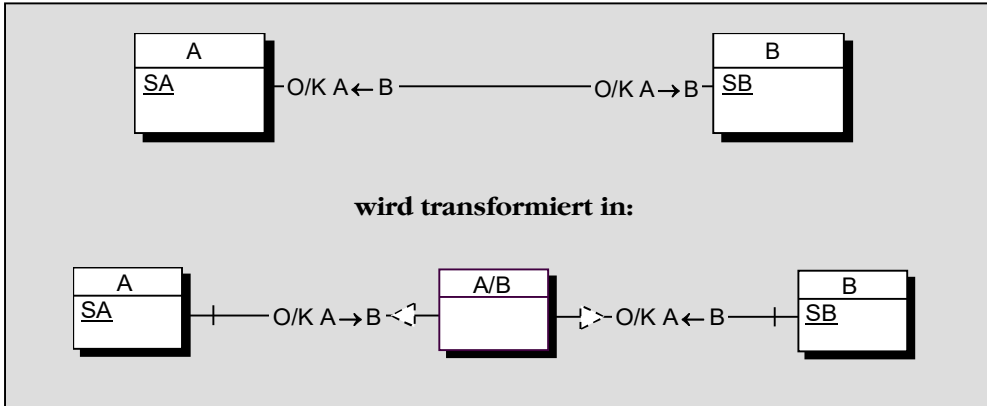 A B
SA SB
O/K A ← B O/K A → B
wird transformiert in:
A A/B B
SA SB
O/K A → B O/K A ← B